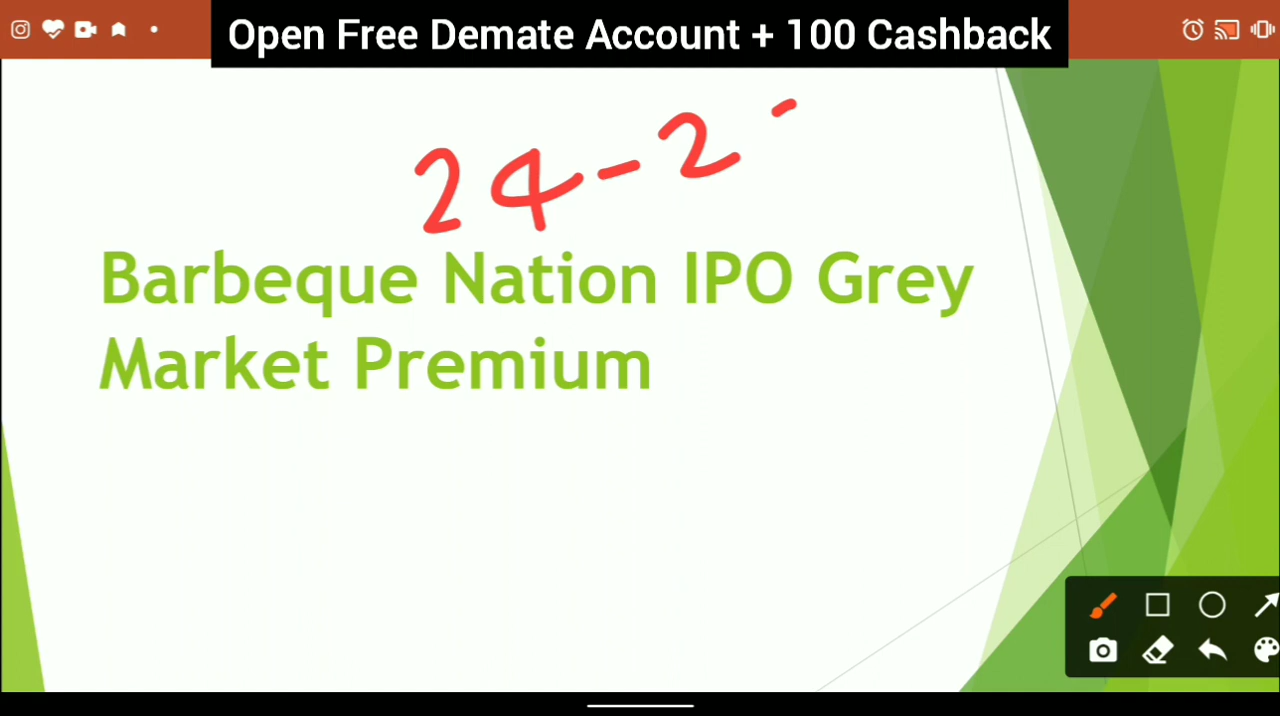 Open Free Demate Account + 100 Cashback
24-2
Barbeque Nation IPO Grey
Market Premium